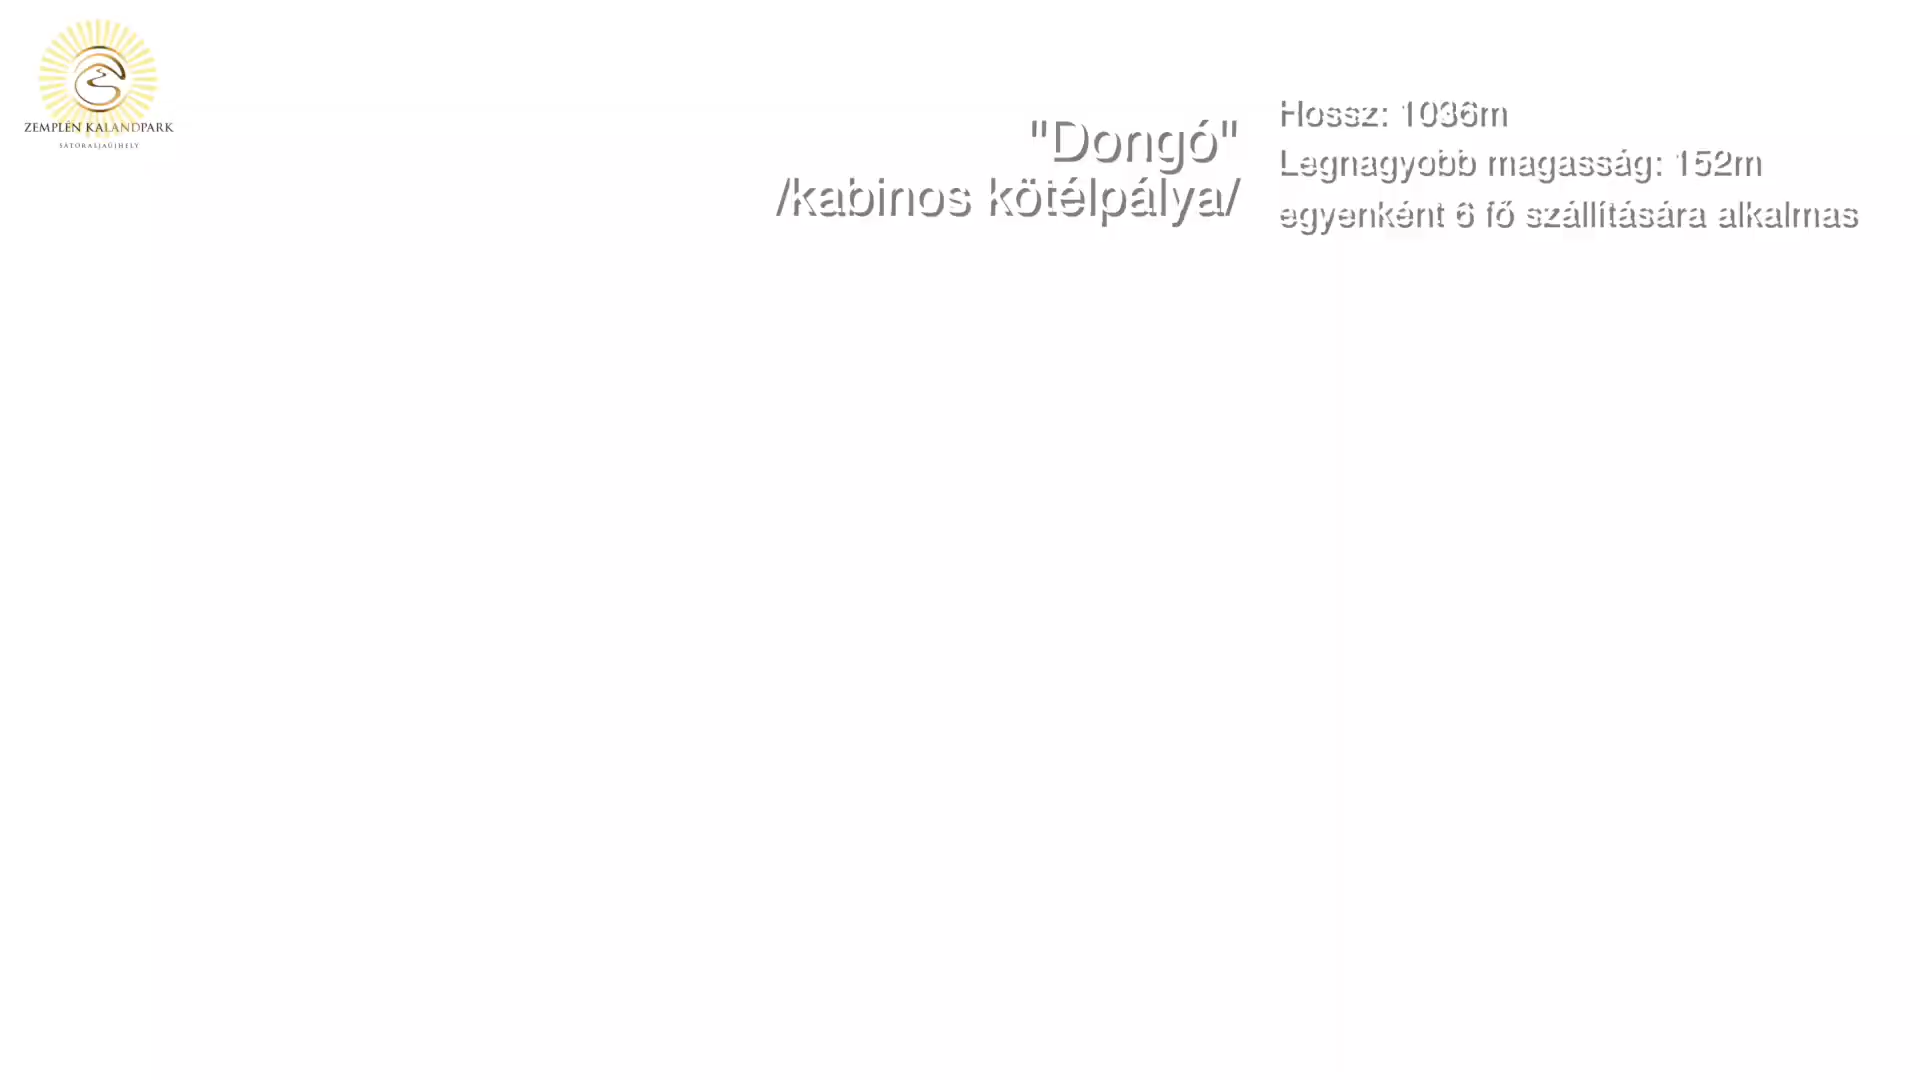 ZEMPLÉN KALANDPARK
SÁTORALJAÚJHELY
"Dongó"
/kabinos kötélpálya/
Hossz: 1036m
Legnagyobb magasság: 152m
egyenként 6 fő szállítására alkalmas